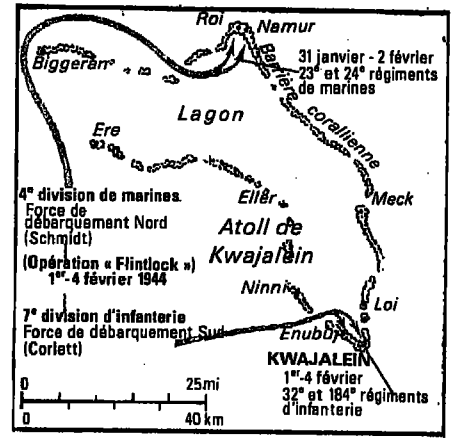 Roi
Namur
Biggeran
31 janvier - 2 février
23e et 24e régiments
de marines
Barrière corallienne
Lagon
Ere
4e division de marines.
Force de
débarquement Nord
(Schmidt)
Eller
Meck
Atoll de
Kwajalein
(Opération « Flintlock »)
1er-4 février 1944
Ninni
Loi
7e division d'infanterie
Force de débarquement Sud
(Corlett)
Enubuj
KWAJALEIN
1er-4 février
32e et 184e régiments
d'infanterie
0 25 mi
0 40 km